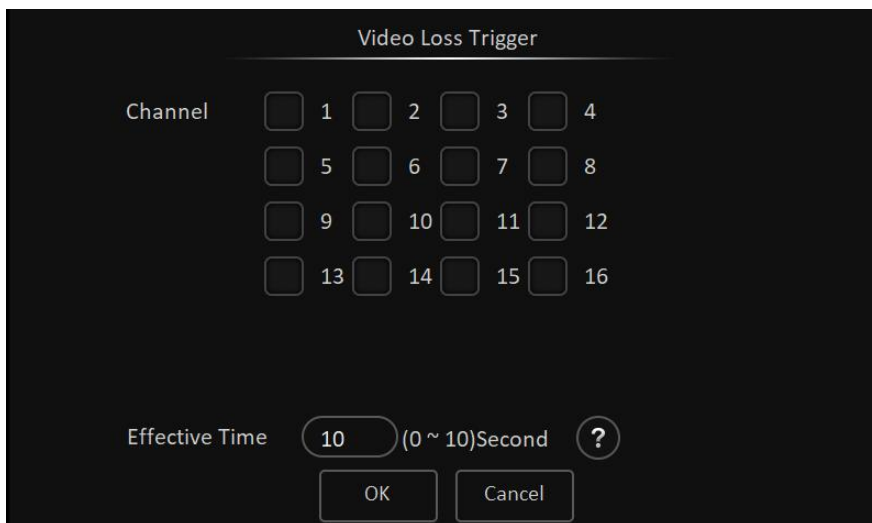 Video Loss Trigger
Channel 1 2 3 4
5 6 7 8
9 10 11 12
13 14 15 16
Effective Time 10 (0 ~ 10)Second ?
OK Cancel